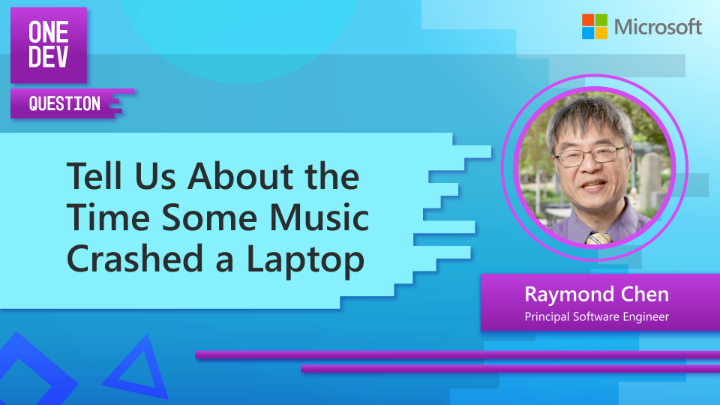 ONE
DEV
QUESTION
Microsoft
Tell Us About the
Time Some Music
Crashed a Laptop
Raymond Chen
Principal Software Engineer